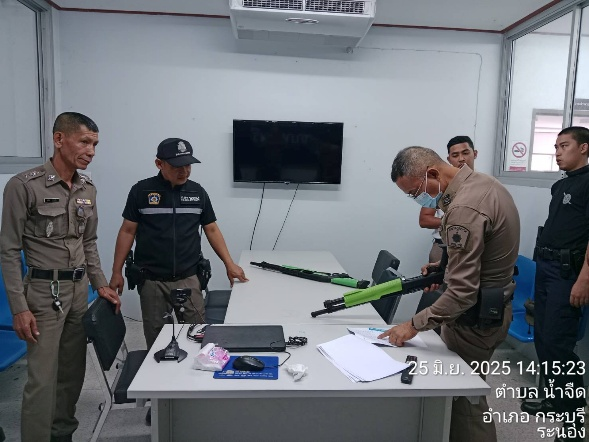 25 มิ.ย. 2025 14:15:23
ตำบล น้ำจืด
อำเภอ กระบุรี
ระนอง